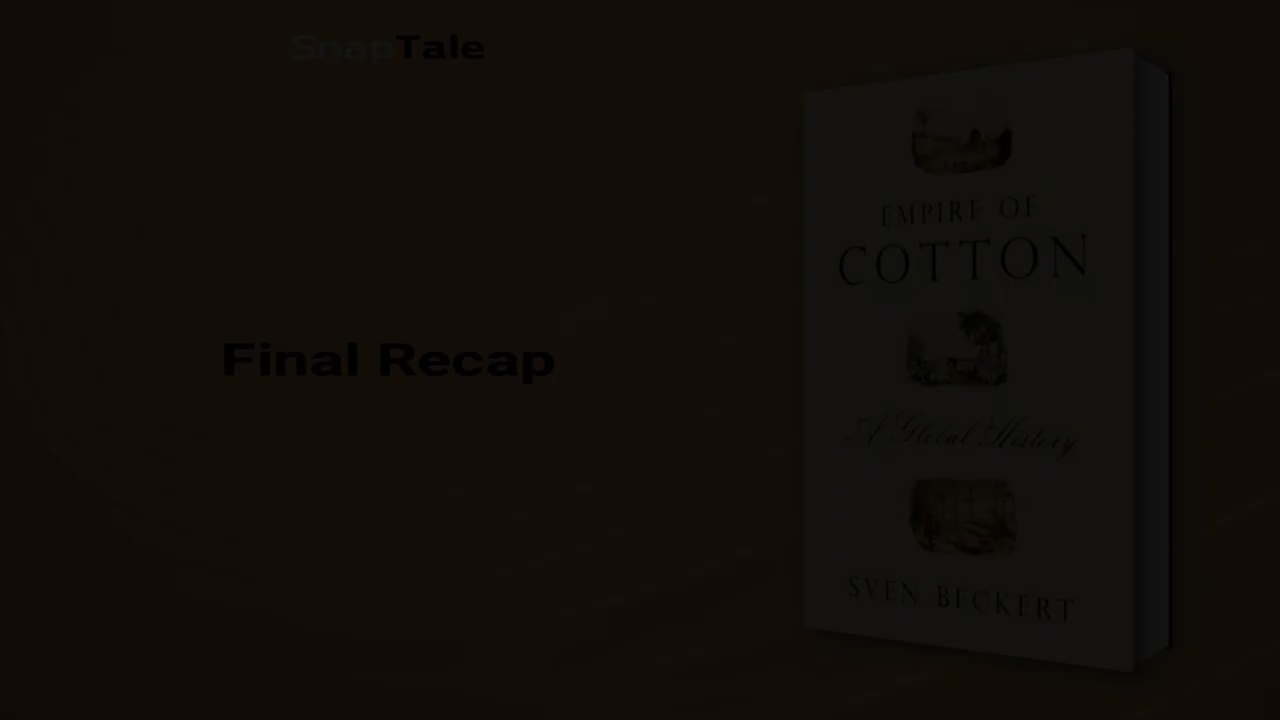 SnapTale
Final Recap
EMPIRE OF
COTTON
A Global History
SVEN BECKERT